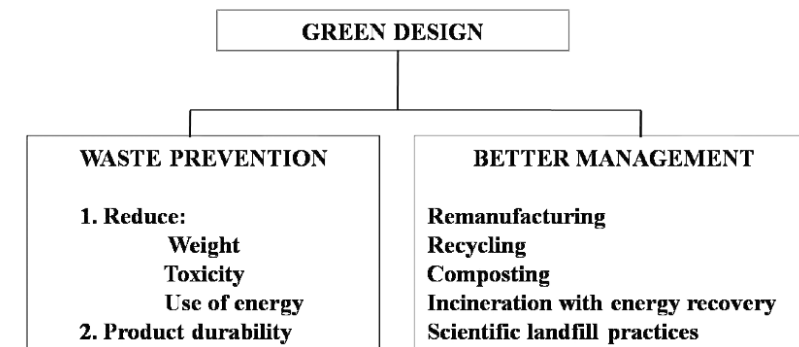 GREEN DESIGN
WASTE PREVENTION
1. Reduce:
Weight
Toxicity
Use of energy
2. Product durability
BETTER MANAGEMENT
Remanufacturing
Recycling
Composting
Incineration with energy recovery
Scientific landfill practices